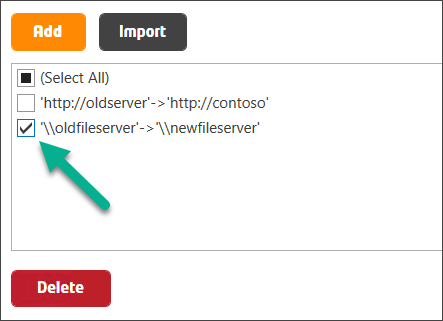 Add Import
(Select All)
'http://oldserver'->'http://contoso'
'\\oldfileserver'->'\\newfileserver'
Delete